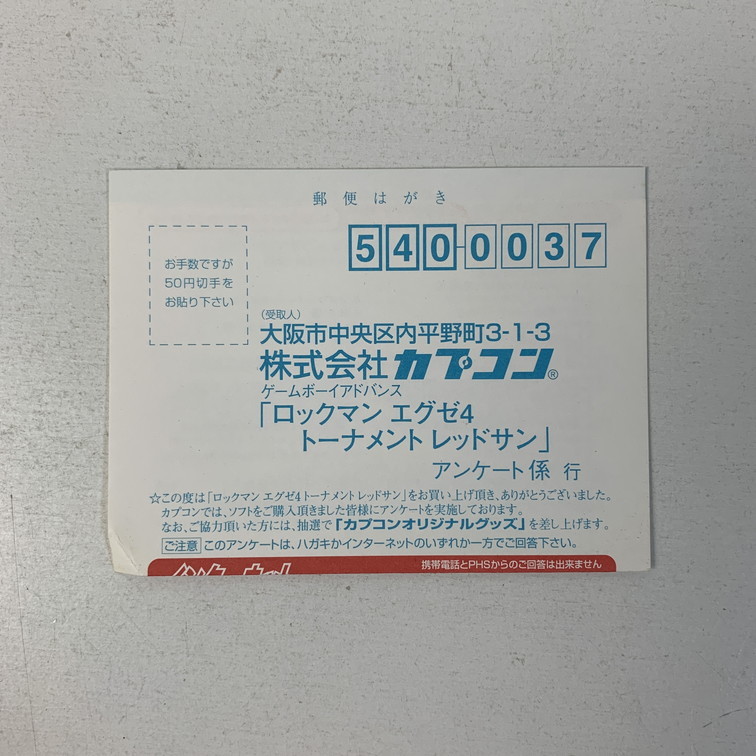 郵便はがき
お手数ですが
50円切手を
お貼り下さい
540-0037
(受取人)
大阪市中央区内平野町3-1-3
株式会社カプコン®
ゲームボーイアドバンス
「ロックマン エグゼ4
トーナメント レッドサン」
アンケート係 行
☆この度は「ロックマン エグゼ4 トーナメント レッドサン」をお買い上げ頂き、ありがとうございました。
カプコンでは、ソフトをご購入頂きました皆様にアンケートを実施しております。
なお、ご協力頂いた方には、抽選で「カプコンオリジナルグッズ」を差し上げます。
ご注意 このアンケートは、ハガキかインターネットのいずれか一方でご回答下さい。
携帯電話とPHSからのご回答は出来ません